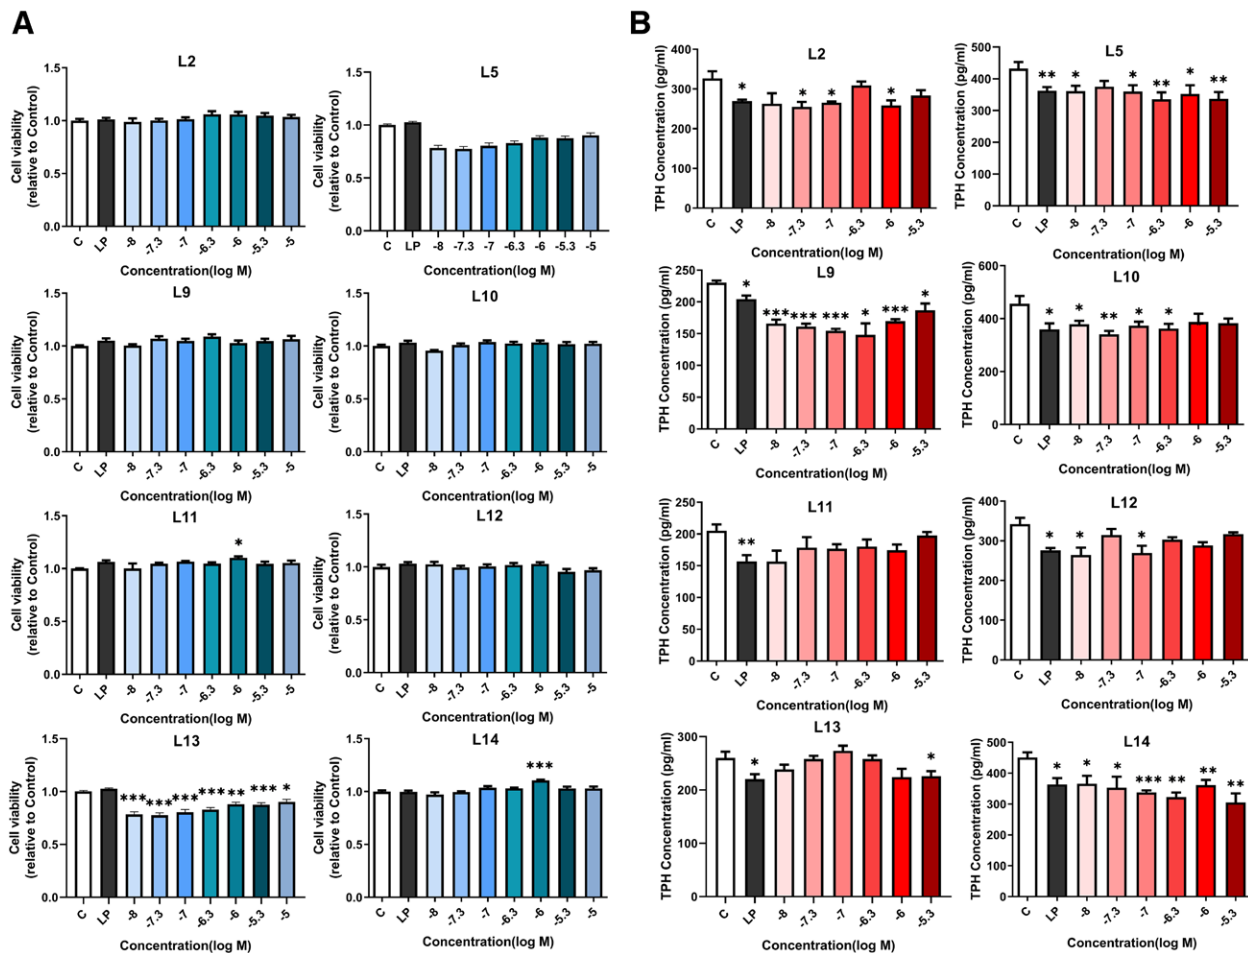 A
B
L2
Cell viability
(relative to Control)
1.5
1.0
0.5
0.0
C LP -8 -7.3 -7 -6.3 -6 -5.3 -5
Concentration(log M)
L5
Cell viability
(relative to Control)
1.5
1.0
0.5
0.0
C LP -8 -7.3 -7 -6.3 -6 -5.3 -5
Concentration(log M)
L9
Cell viability
(relative to Control)
1.5
1.0
0.5
0.0
C LP -8 -7.3 -7 -6.3 -6 -5.3 -5
Concentration(log M)
L10
Cell viability
(relative to Control)
1.5
1.0
0.5
0.0
C LP -8 -7.3 -7 -6.3 -6 -5.3 -5
Concentration(log M)
L11
Cell viability
(relative to Control)
1.5
1.0
0.5
0.0
*
C LP -8 -7.3 -7 -6.3 -6 -5.3 -5
Concentration(log M)
L12
Cell viability
(relative to Control)
1.5
1.0
0.5
0.0
C LP -8 -7.3 -7 -6.3 -6 -5.3 -5
Concentration(log M)
L13
Cell viability
(relative to Control)
1.5
1.0
0.5
0.0
*** *** *** *** ** *** *
C LP -8 -7.3 -7 -6.3 -6 -5.3 -5
Concentration(log M)
L14
Cell viability
(relative to Control)
1.5
1.0
0.5
0.0
***
C LP -8 -7.3 -7 -6.3 -6 -5.3 -5
Concentration(log M)
L2
TPH Concentration (pg/ml)
400
300
200
100
0
* * * *
C LP -8 -7.3 -7 -6.3 -6 -5.3
Concentration(log M)
L5
TPH Concentration (pg/ml)
500
400
300
200
100
0
** * * ** * **
C LP -8 -7.3 -7 -6.3 -6 -5.3
Concentration(log M)
L9
TPH Concentration (pg/ml)
250
200
150
100
50
0
* *** *** *** * *** *
C LP -8 -7.3 -7 -6.3 -6 -5.3
Concentration(log M)
L10
TPH Concentration (pg/ml)
600
400
200
0
* * ** * *
C LP -8 -7.3 -7 -6.3 -6 -5.3
Concentration(log M)
L11
TPH Concentration (pg/ml)
250
200
150
100
50
0
**
C LP -8 -7.3 -7 -6.3 -6 -5.3
Concentration(log M)
L12
TPH Concentration (pg/ml)
400
300
200
100
0
* * *
C LP -8 -7.3 -7 -6.3 -6 -5.3
Concentration(log M)
L13
TPH Concentration (pg/ml)
300
200
100
0
* *
C LP -8 -7.3 -7 -6.3 -6 -5.3
Concentration(log M)
L14
TPH Concentration (pg/ml)
500
400
300
200
100
0
* * * *** ** ** **
C LP -8 -7.3 -7 -6.3 -6 -5.3
Concentration(log M)